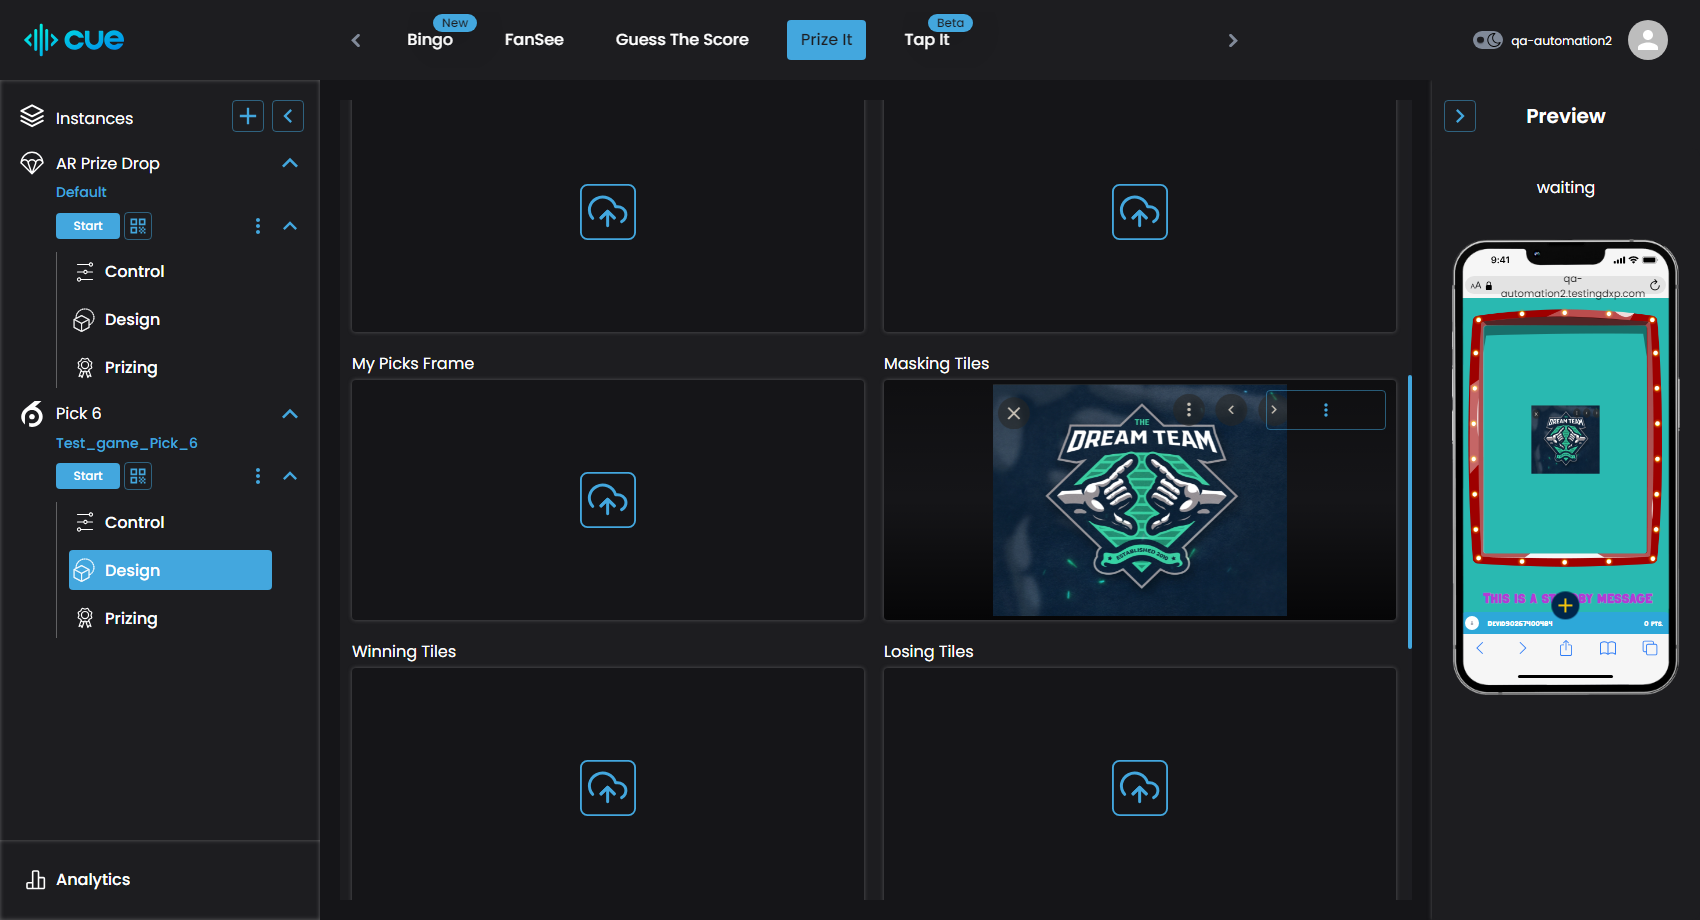 cue
New
Bingo
FanSee
Guess The Score
Prize It
Beta
Tap It
qa-automation2
Instances
AR Prize Drop
Default
Start
Control
Design
Prizing
Pick 6
Test_game_Pick_6
Start
Control
Design
Prizing
Analytics
My Picks Frame
Masking Tiles
THE
DREAM TEAM
ESTABLISHED 2019
Winning Tiles
Losing Tiles
Preview
waiting
9:41
AA
qa-
automation2.testingdxp.com
THE
DREAM TEAM
THIS IS A BY MESSAGE
0 PTS.